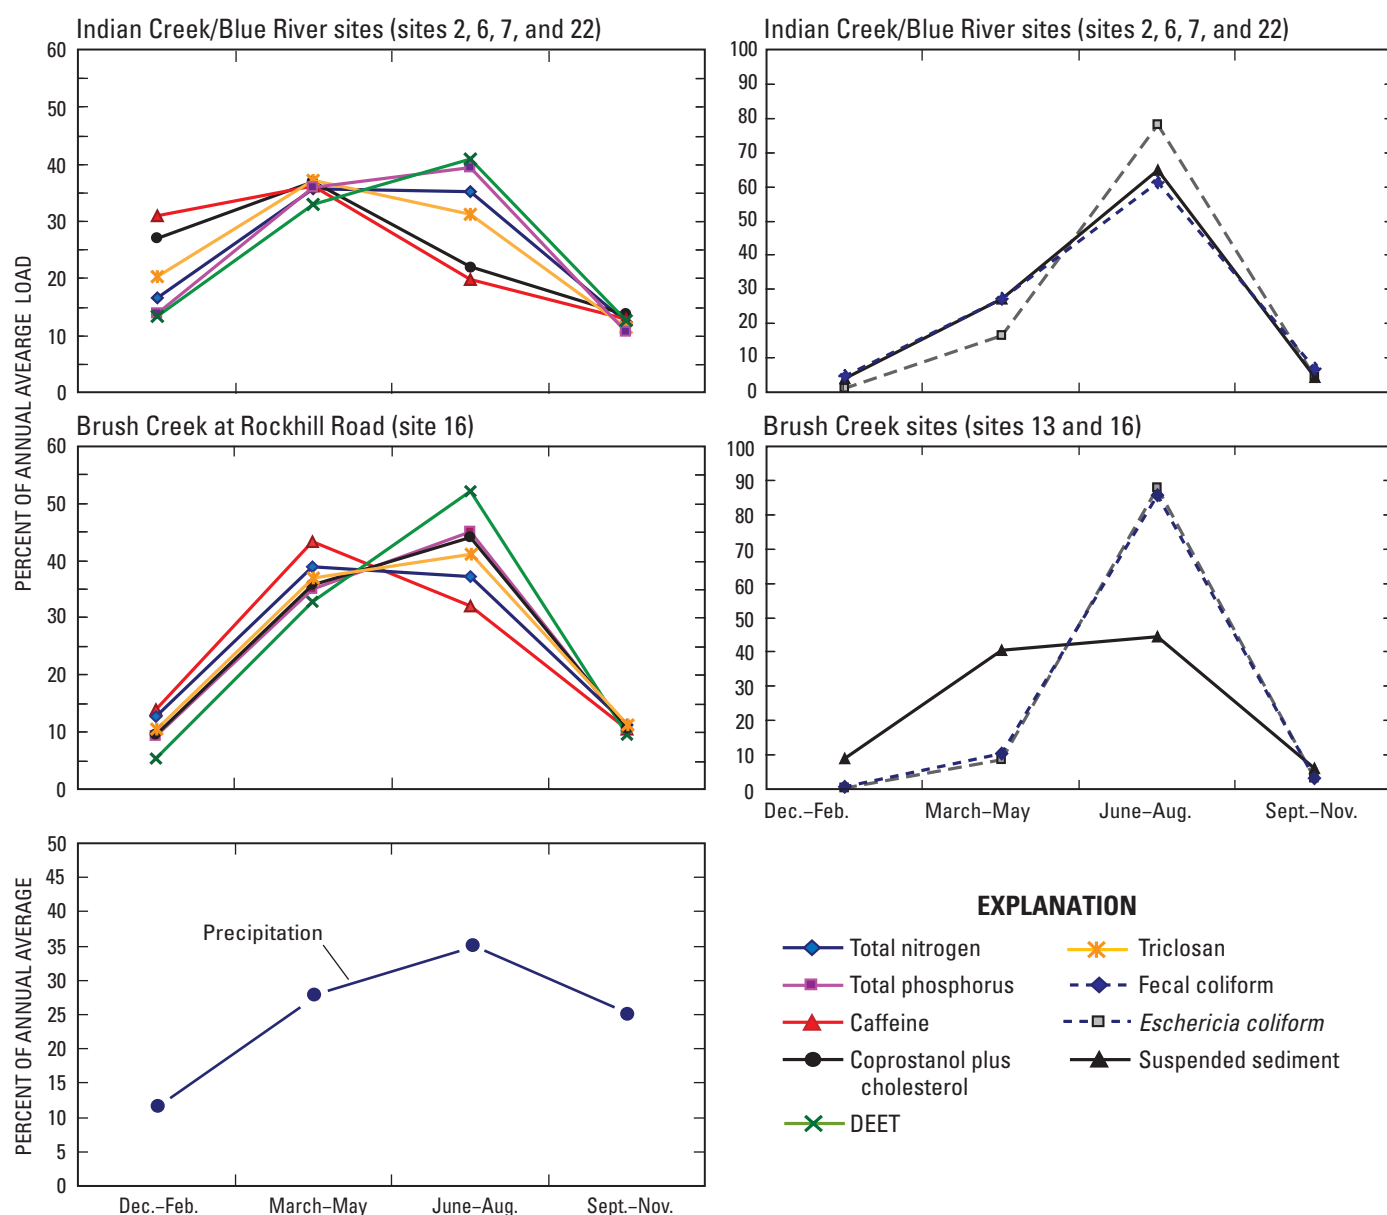 Indian Creek/Blue River sites (sites 2, 6, 7, and 22)
60
50
40
30
20
10
0
Indian Creek/Blue River sites (sites 2, 6, 7, and 22)
100
90
80
70
60
50
40
30
20
10
0
PERCENT OF ANNUAL AVEARGE LOAD
Brush Creek at Rockhill Road (site 16)
60
50
40
30
20
10
0
Brush Creek sites (sites 13 and 16)
100
90
80
70
60
50
40
30
20
10
0
Dec.–Feb. March–May June–Aug. Sept.–Nov.
PERCENT OF ANNUAL AVERAGE
50
45
40
35
30
25
20
15
10
5
0
Precipitation
Dec.–Feb. March–May June–Aug. Sept.–Nov.
EXPLANATION
Total nitrogen
Total phosphorus
Caffeine
Coprostanol plus
cholesterol
DEET
Triclosan
Fecal coliform
Eschericia coliform
Suspended sediment